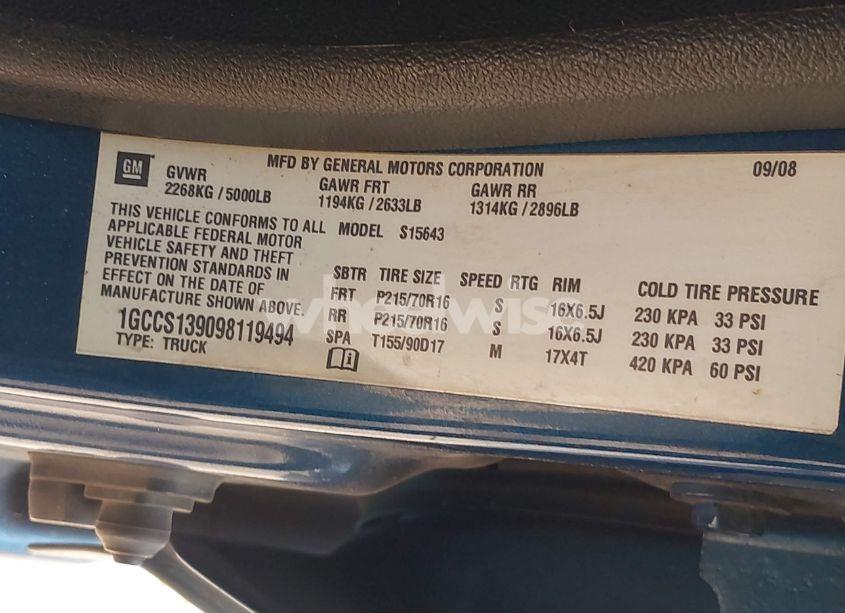 GM
MFD BY GENERAL MOTORS CORPORATION 09/08
GVWR GAWR FRT GAWR RR
2268KG / 5000LB 1194KG / 2633LB 1314KG / 2896LB
THIS VEHICLE CONFORMS TO ALL
APPLICABLE FEDERAL MOTOR
VEHICLE SAFETY AND THEFT
PREVENTION STANDARDS IN
EFFECT ON THE DATE OF
MANUFACTURE SHOWN ABOVE.
1GCCS139098119494
TYPE: TRUCK
MODEL S15643
SBTR TIRE SIZE SPEED RTG RIM COLD TIRE PRESSURE
FRT P215/70R16 S 16X6.5J 230 KPA 33 PSI
RR P215/70R16 S 16X6.5J 230 KPA 33 PSI
SPA T155/90D17 M 17X4T 420 KPA 60 PSI
wheelwise